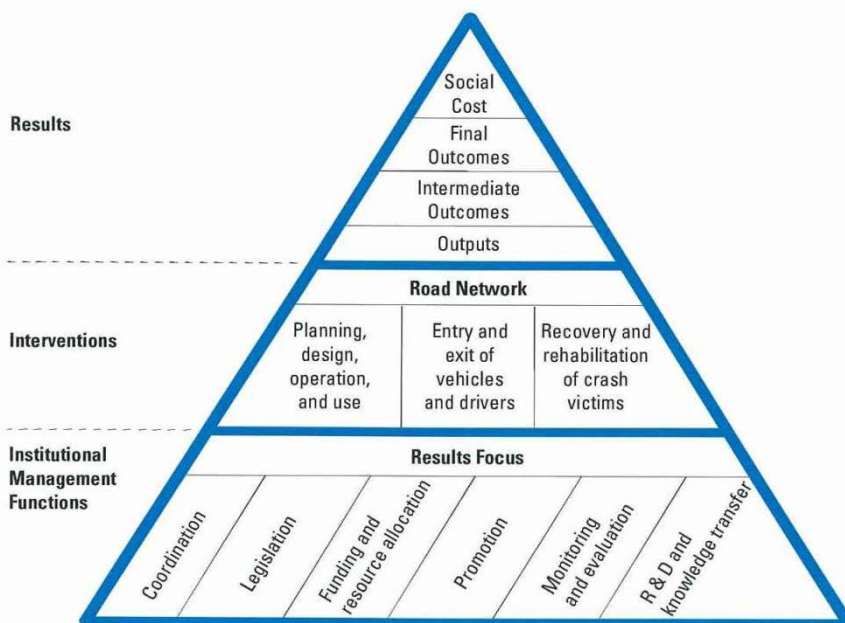 Results
Social
Cost
Final
Outcomes
Intermediate
Outcomes
Outputs
Interventions
Road Network
Planning,
design,
operation,
and use
Entry and
exit of
vehicles
and drivers
Recovery and
rehabilitation
of crash
victims
Institutional
Management
Functions
Results Focus
Coordination
Legislation
Funding and
resource allocation
Promotion
Monitoring
and evaluation
R & D and
knowledge transfer